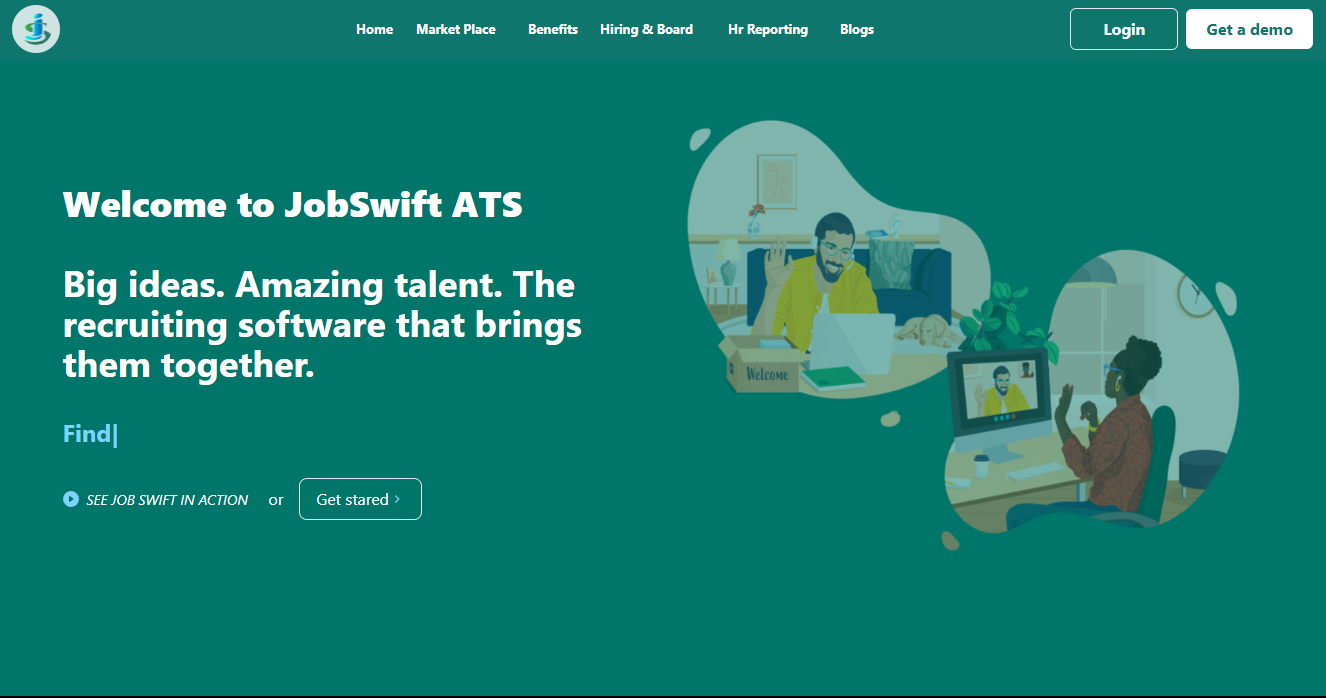 Home Market Place Benefits Hiring & Board Hr Reporting Blogs Login Get a demo
Welcome to JobSwift ATS
Big ideas. Amazing talent. The
recruiting software that brings
them together.
Find|
SEE JOB SWIFT IN ACTION or Get stared >
Welcome